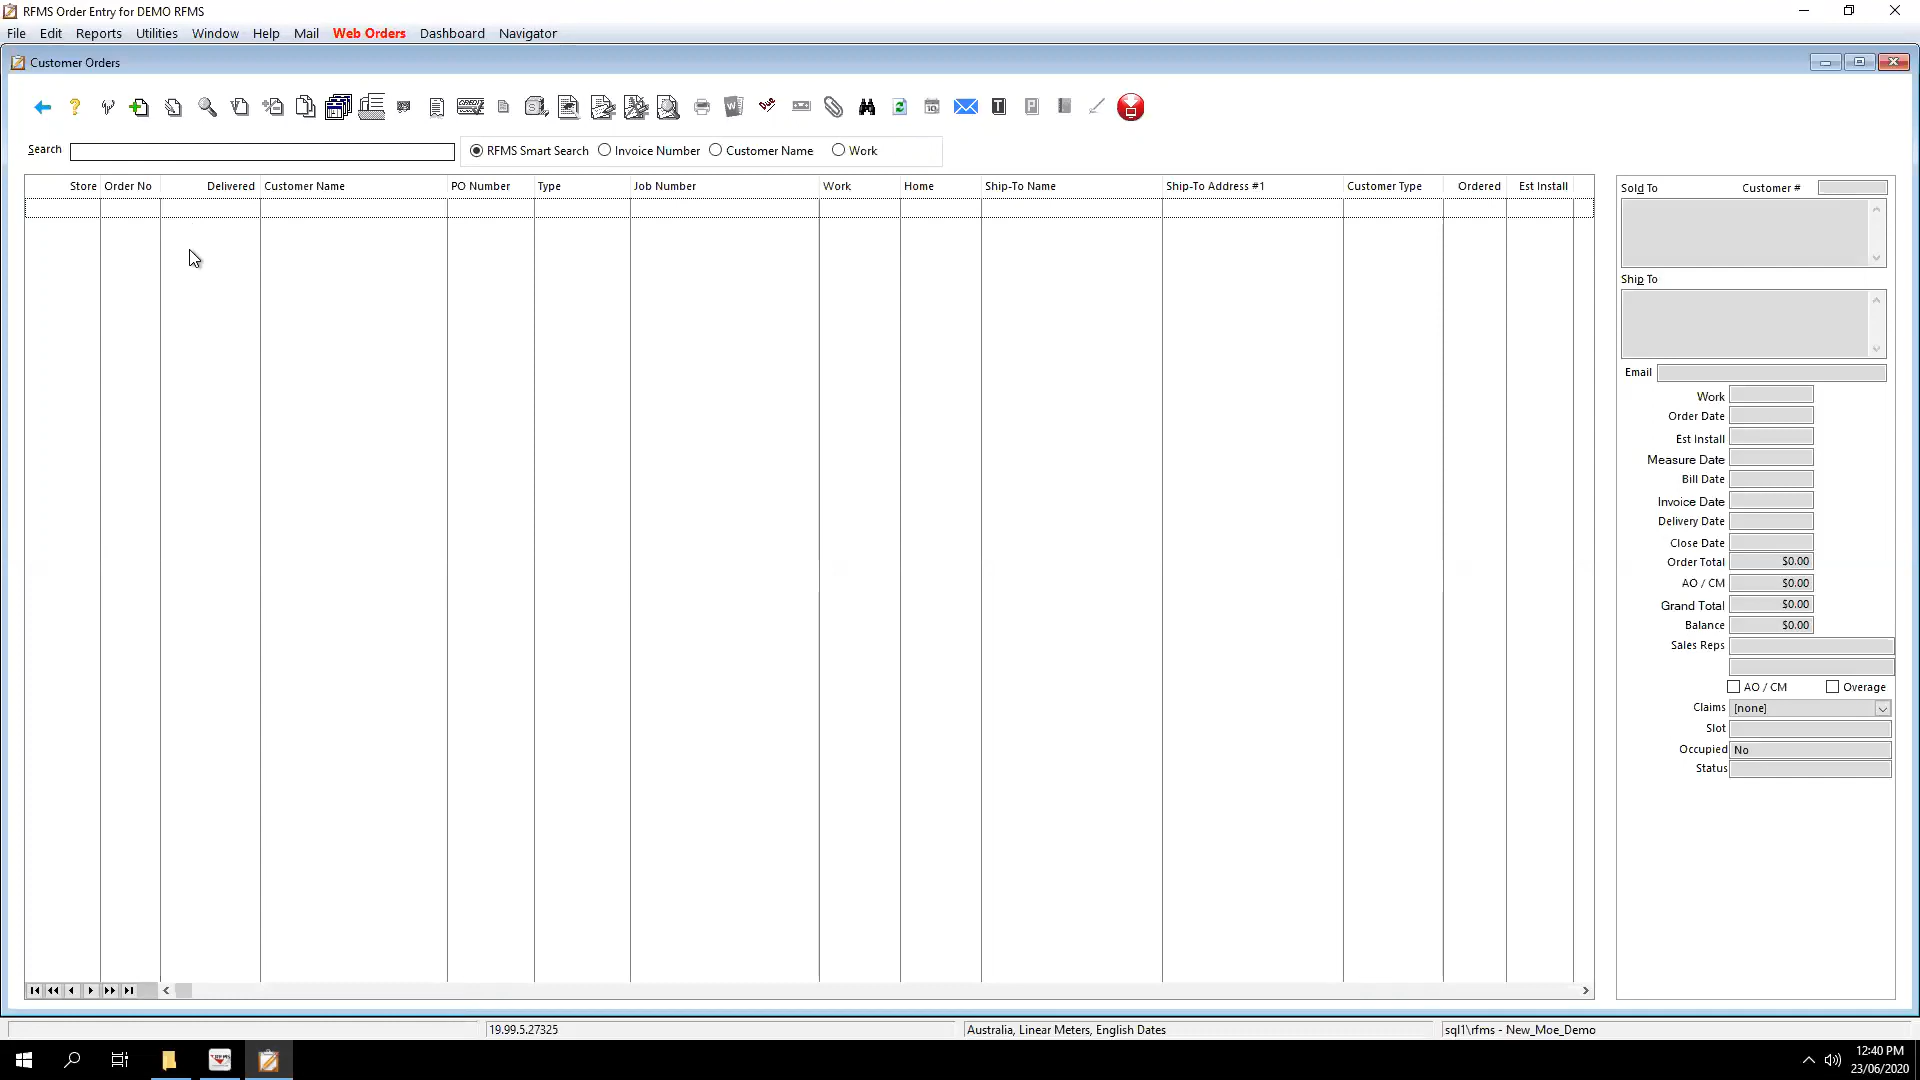 RFMS Order Entry for DEMO RFMS
File Edit Reports Utilities Window Help Mail Web Orders Dashboard Navigator
Customer Orders
Search RFMS Smart Search Invoice Number Customer Name Work
Store Order No Delivered Customer Name PO Number Type Job Number Work Home Ship-To Name Ship-To Address #1 Customer Type Ordered Est Install
Sold To Customer #
Ship To
Email
Work
Order Date
Est Install
Measure Date
Bill Date
Invoice Date
Delivery Date
Close Date
Order Total $0.00
AO / CM $0.00
Grand Total $0.00
Balance $0.00
Sales Reps
AO / CM Overage
Claims [none]
Slot
Occupied No
Status
19.99.5.27325 Australia, Linear Meters, English Dates sql1\rfms - New_Moe_Demo
12:40 PM
23/06/2020